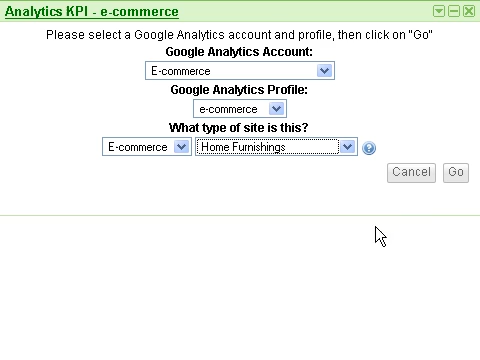 Analytics KPI - e-commerce
Please select a Google Analytics account and profile, then click on "Go"
Google Analytics Account:
E-commerce
Google Analytics Profile:
e-commerce
What type of site is this?
E-commerce Home Furnishings ?
Cancel Go